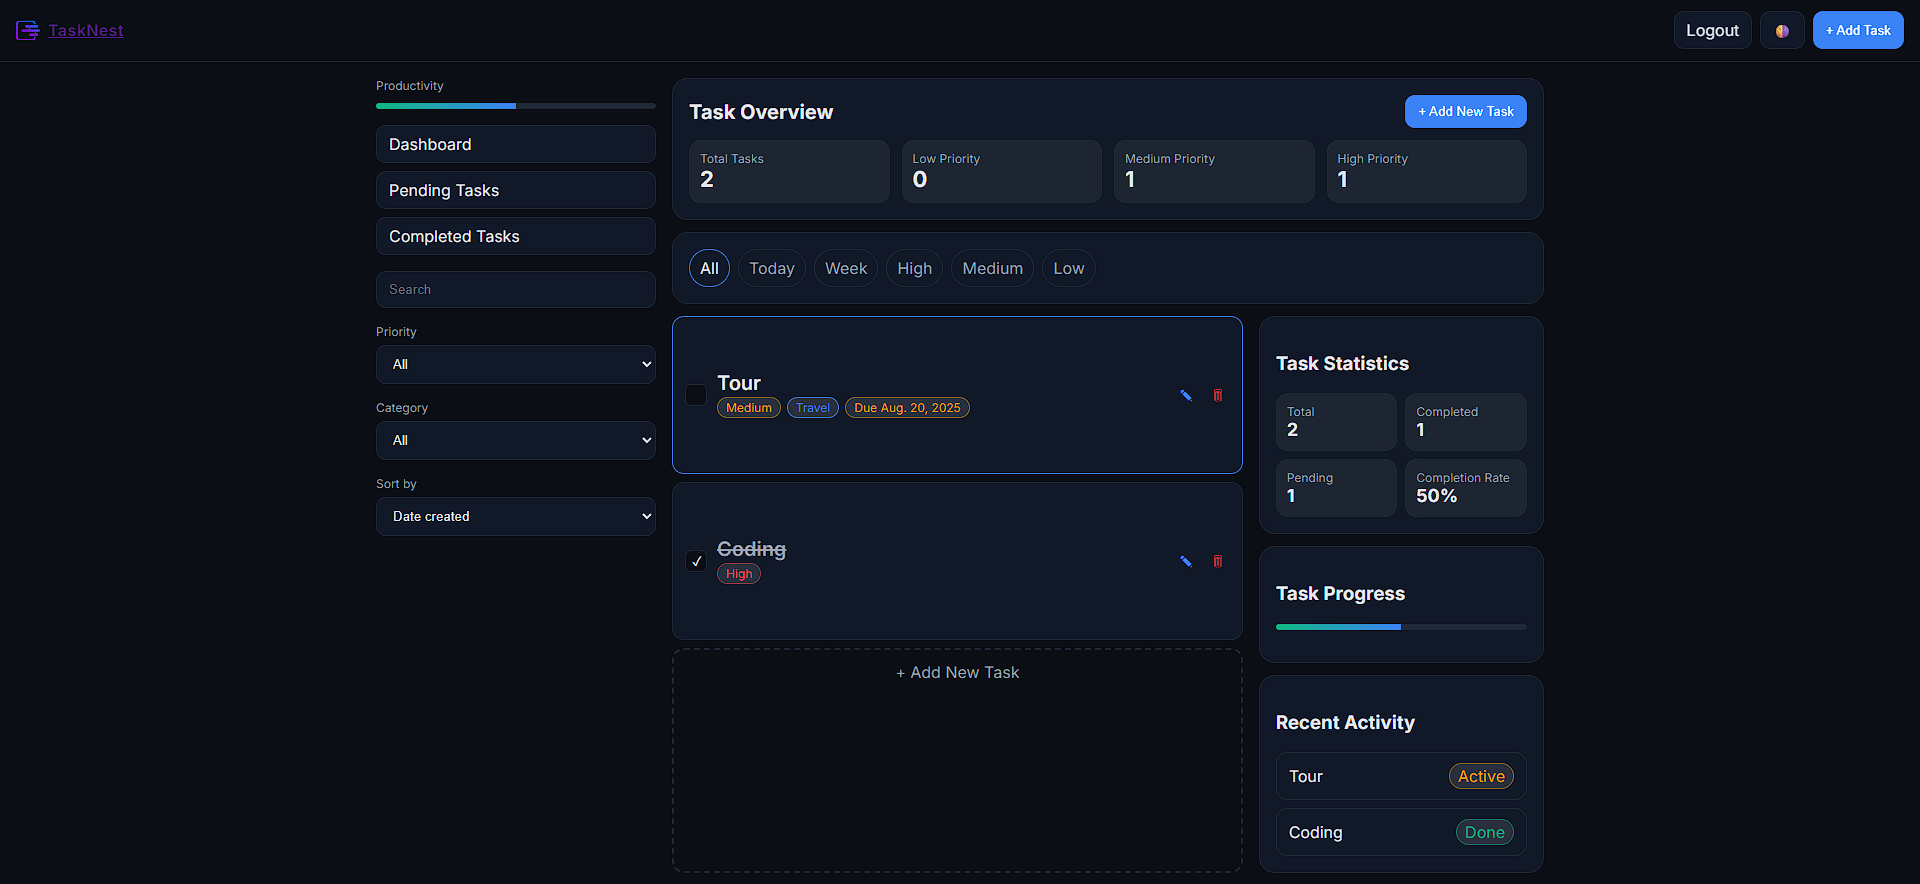 TaskNest
Logout
+ Add Task
Productivity
Dashboard
Pending Tasks
Completed Tasks
Search
Priority
All
Category
All
Sort by
Date created
Task Overview
+ Add New Task
Total Tasks
2
Low Priority
0
Medium Priority
1
High Priority
1
All
Today
Week
High
Medium
Low
Tour
Medium
Travel
Due Aug. 20, 2025
Coding
High
+ Add New Task
Task Statistics
Total
2
Completed
1
Pending
1
Completion Rate
50%
Task Progress
Recent Activity
Tour
Active
Coding
Done